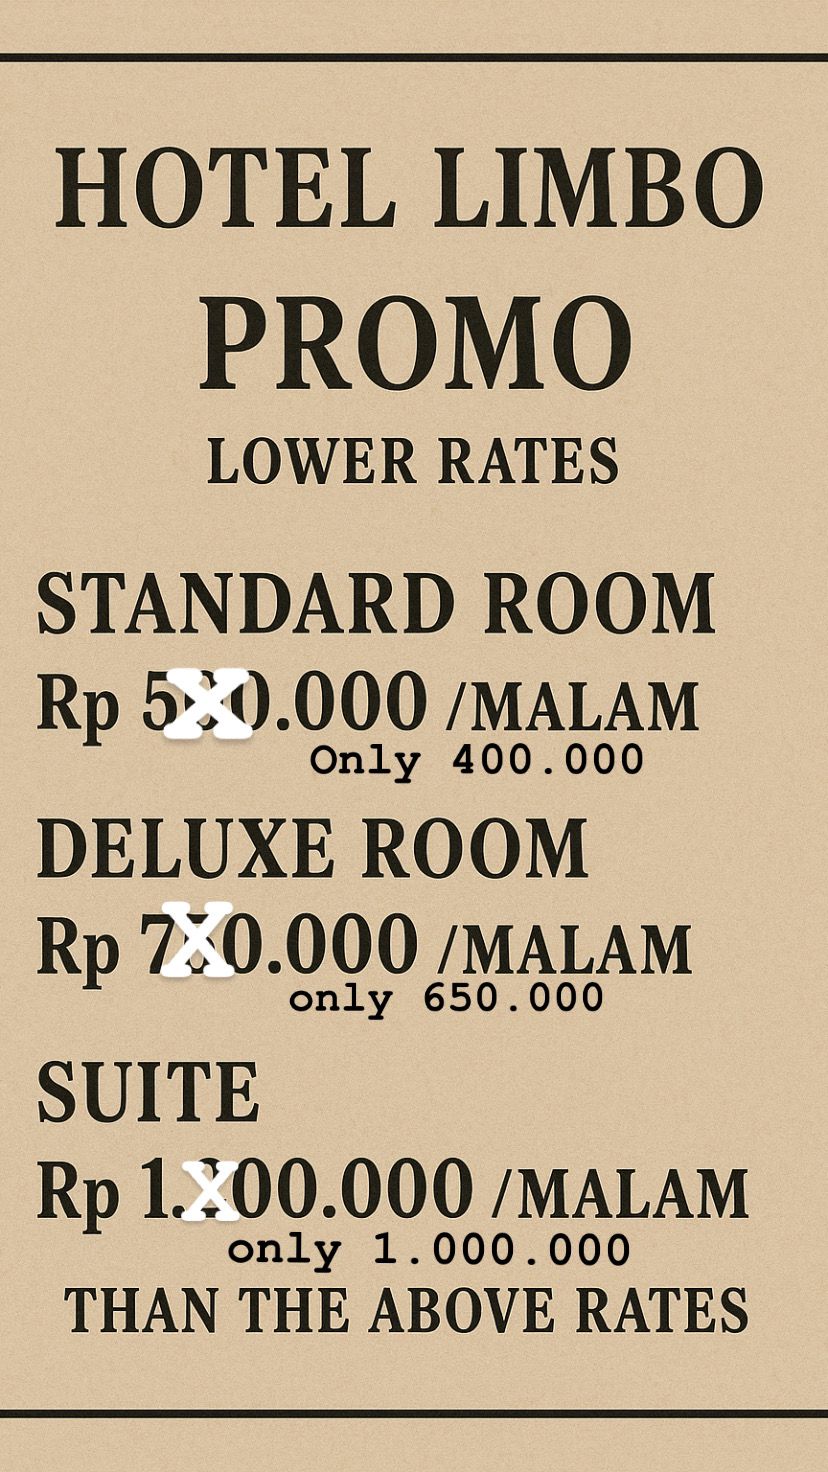 HOTEL LIMBO
PROMO
LOWER RATES
STANDARD ROOM
Rp /MALAM
Only 400.000
DELUXE ROOM
Rp /MALAM
only 650.000
SUITE
Rp /MALAM
only 1.000.000
THAN THE ABOVE RATES